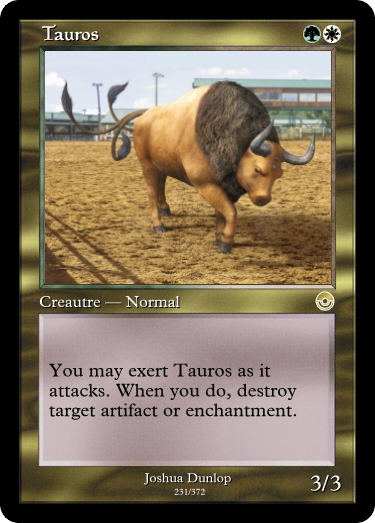 Tauros
Creautre — Normal
You may exert Tauros as it
attacks. When you do, destroy
target artifact or enchantment.
Joshua Dunlop
231/372
3/3